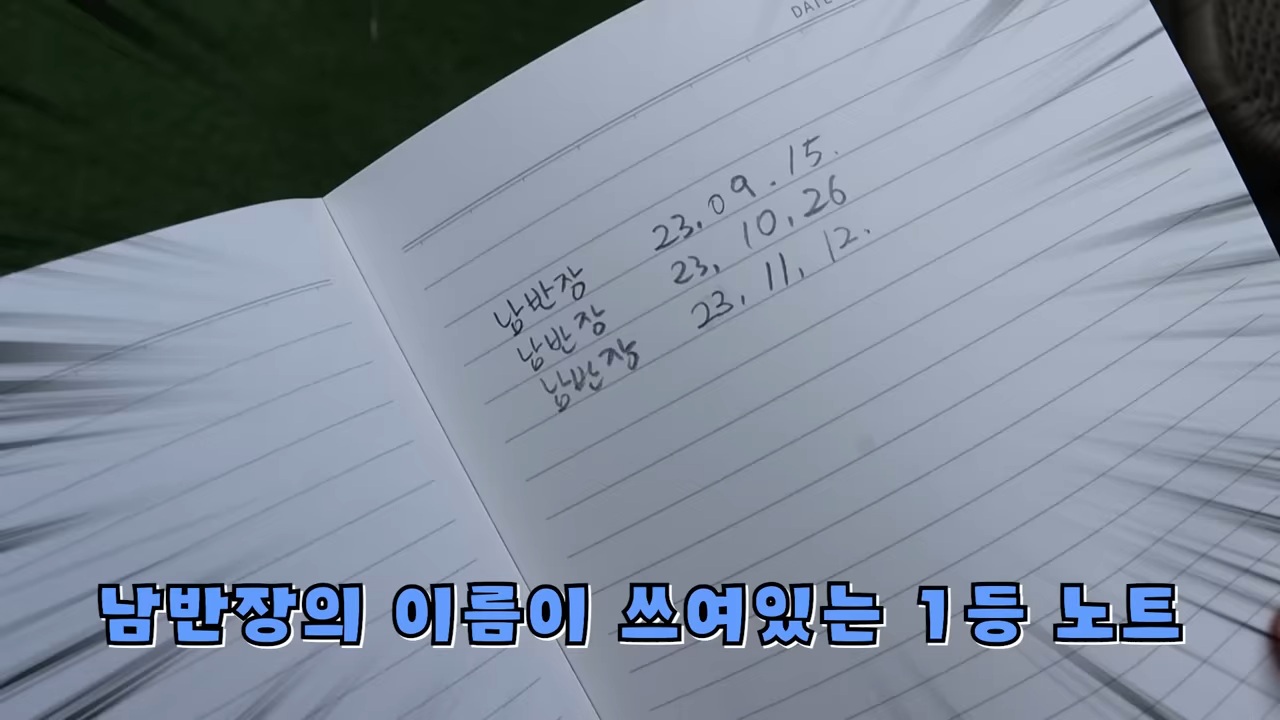 DATE
남반장 23.09.15.
남반장 23.10.26
남반장 23.11.12.
남반장의 이름이 쓰여있는 1등 노트